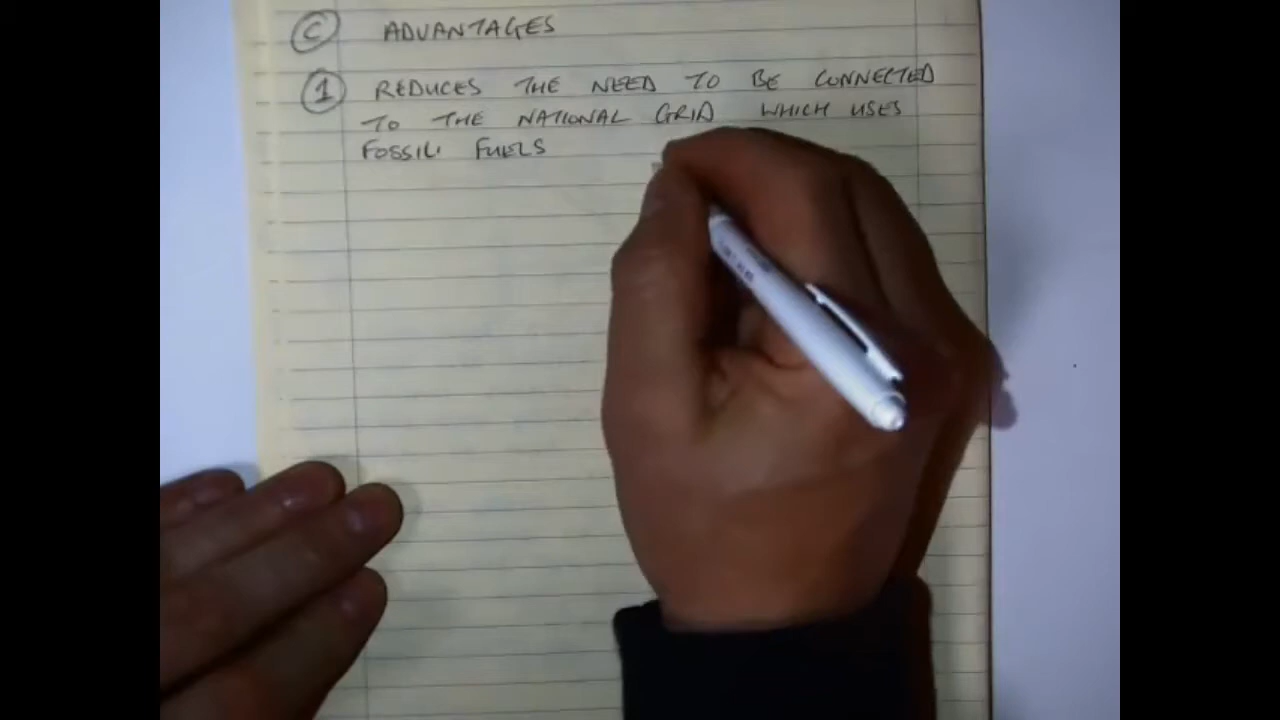 C ADVANTAGES
1 REDUCES THE NEED TO BE CONNECTED
TO THE NATIONAL GRID WHICH USES
FOSSIL FUELS